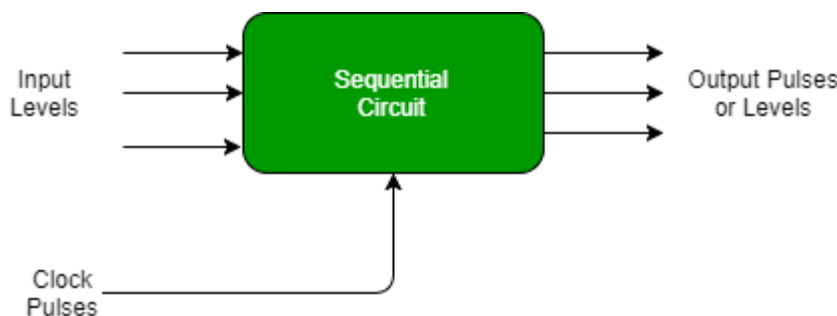 Input
Levels
Sequential
Circuit
Output Pulses
or Levels
Clock
Pulses